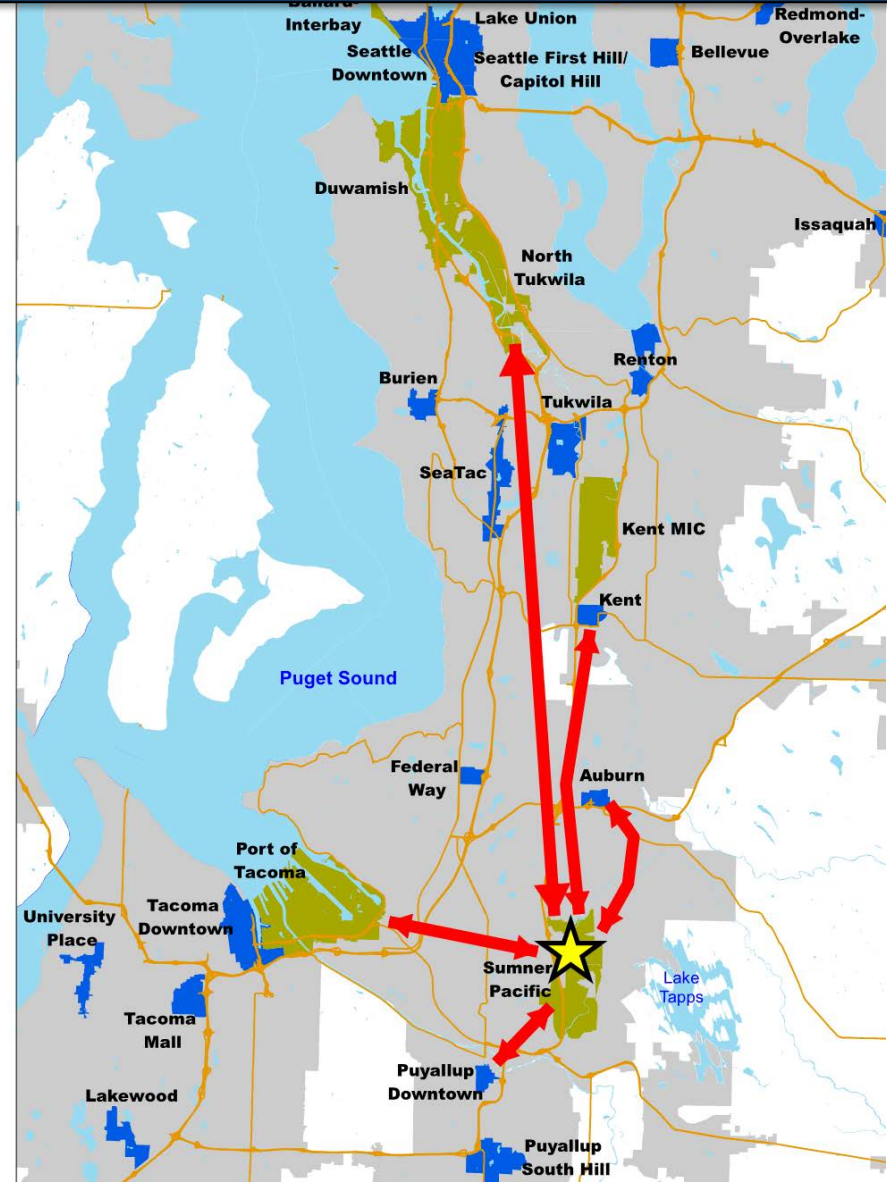 Ballard-
Interbay
Lake Union
Redmond-
Overlake
Seattle
Downtown
Seattle First Hill/
Capitol Hill
Bellevue
Duwamish
Issaquah
North
Tukwila
Renton
Burien
Tukwila
SeaTac
Kent MIC
Kent
Puget Sound
Federal
Way
Auburn
Port of
Tacoma
Tacoma
Downtown
University
Place
Sumner
Pacific
Lake
Tapps
Tacoma
Mall
Puyallup
Downtown
Lakewood
Puyallup
South Hill